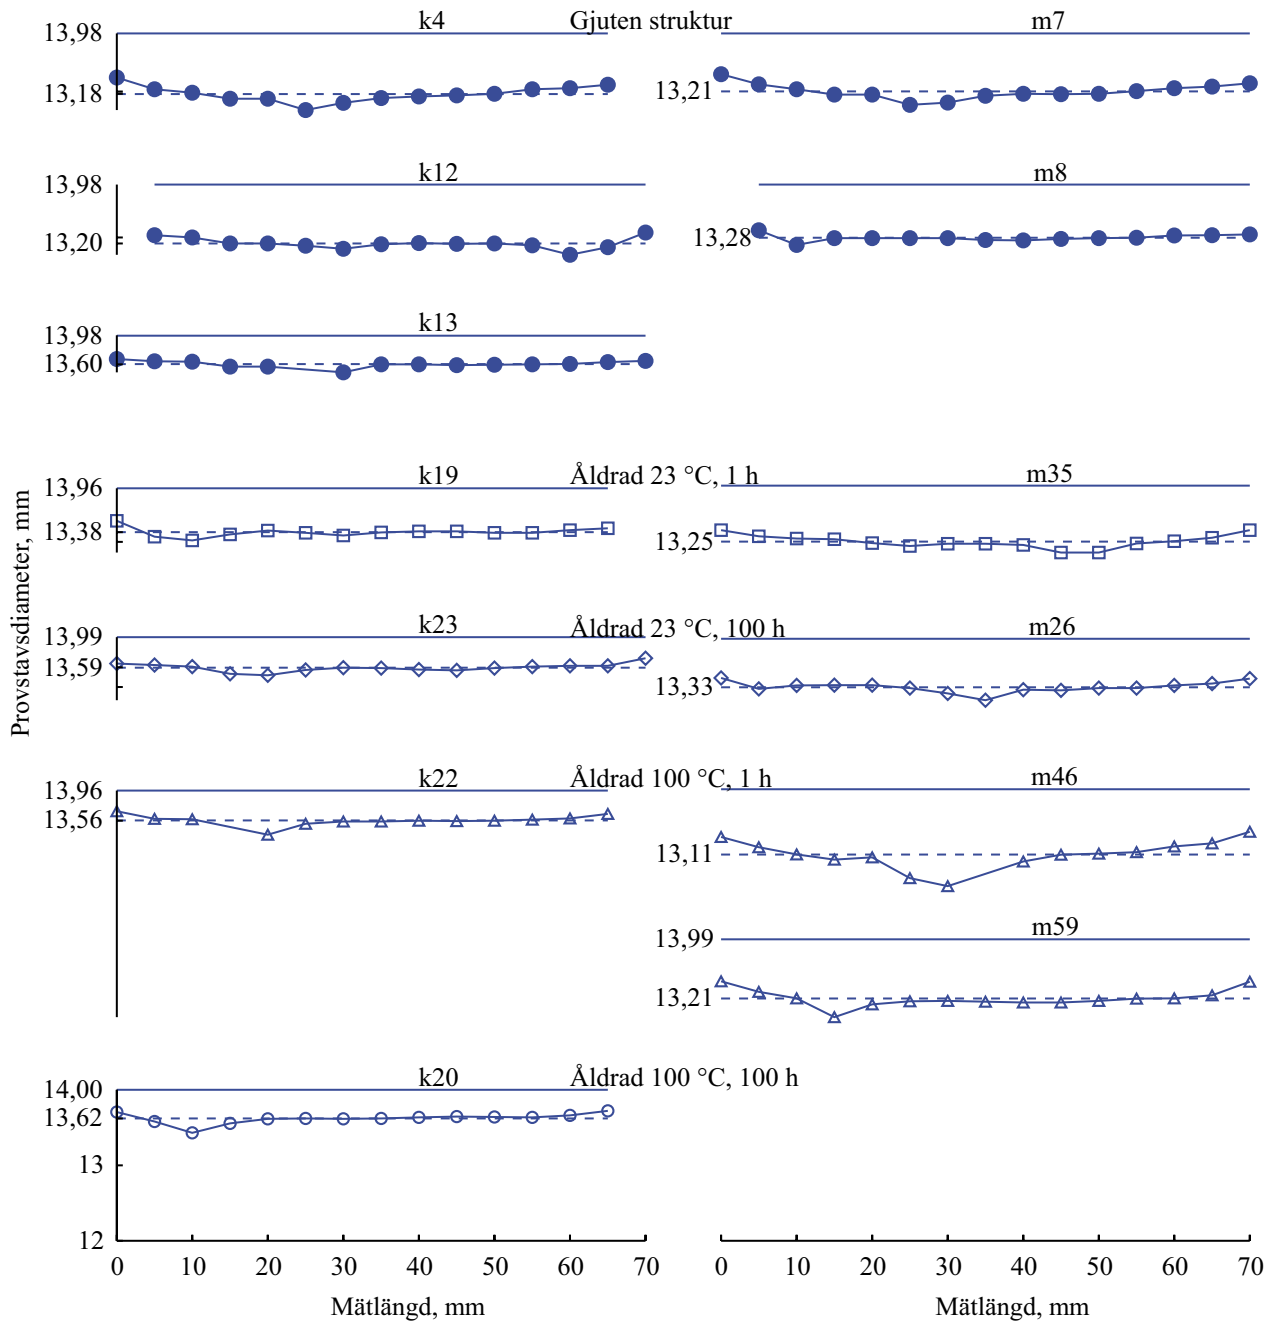 k4 Gjuten struktur m7
13,98
13,18 13,21
k12 m8
13,98
13,20 13,28
k13
13,98
13,60
k19 Åldrad 23 °C, 1 h m35
13,96
13,38
13,25
k23 Åldrad 23 °C, 100 h m26
13,99
13,59
13,33
k22 Åldrad 100 °C, 1 h m46
13,96
13,56
13,11
m59
13,99
13,21
k20 Åldrad 100 °C, 100 h
14,00
13,62
13
12
0 10 20 30 40 50 60 70 0 10 20 30 40 50 60 70
Mätlängd, mm Mätlängd, mm
Provstavsdiameter, mm